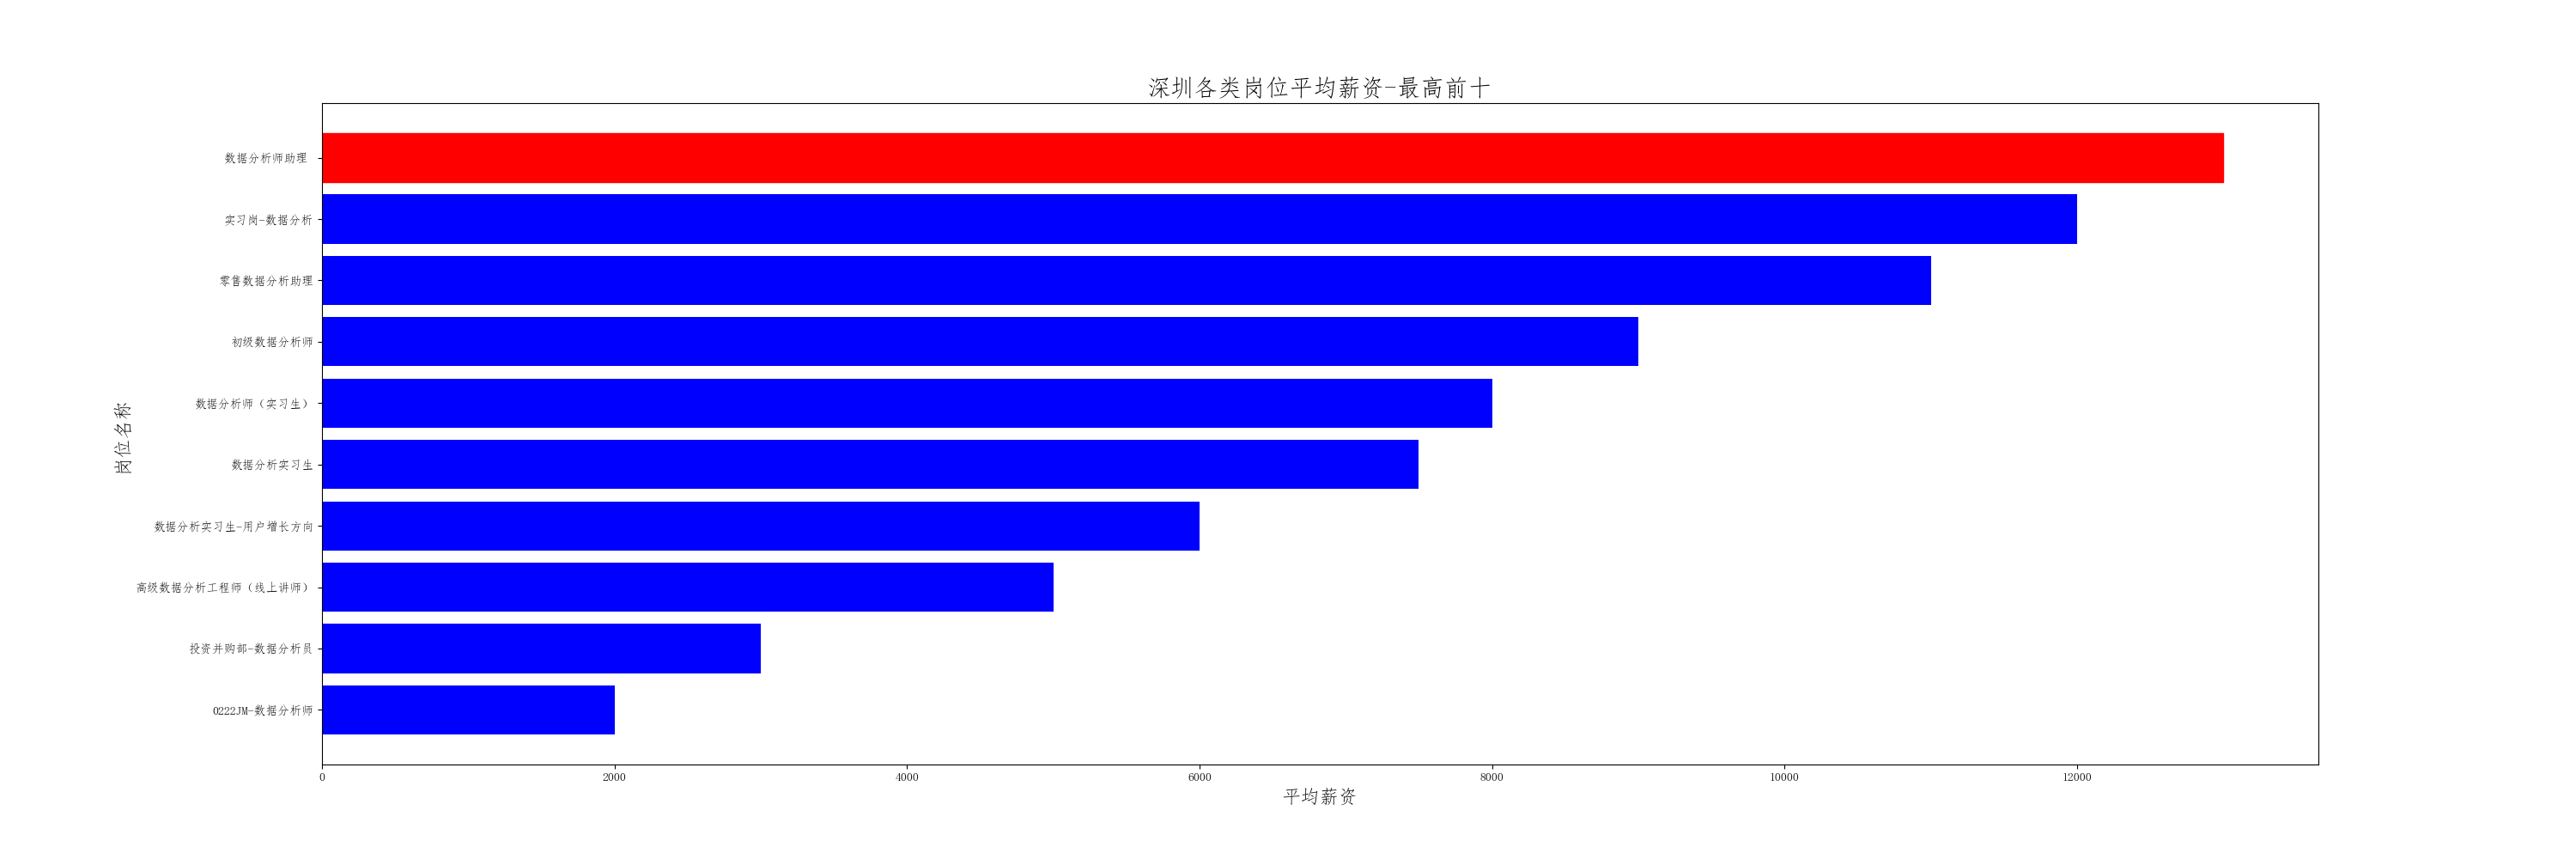 深圳各类岗位平均薪资-最高前十
数据分析师助理
实习岗-数据分析
零售数据分析助理
初级数据分析师
数据分析师（实习生）
数据分析实习生
数据分析实习生-用户增长方向
高级数据分析工程师（线上讲师）
投资并购部-数据分析员
0222JM-数据分析师
岗位名称
0 2000 4000 6000 8000 10000 12000
平均薪资